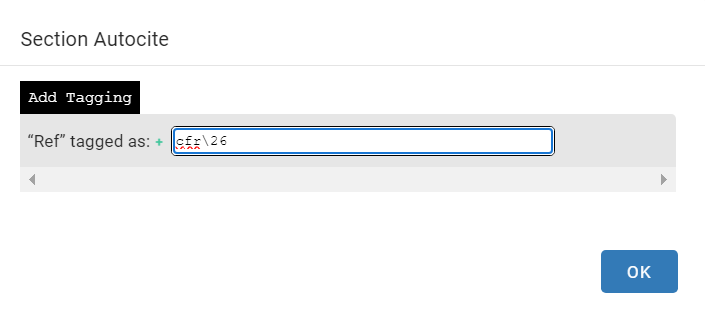 Section Autocite
Add Tagging
“Ref” tagged as: + cfr\26
OK